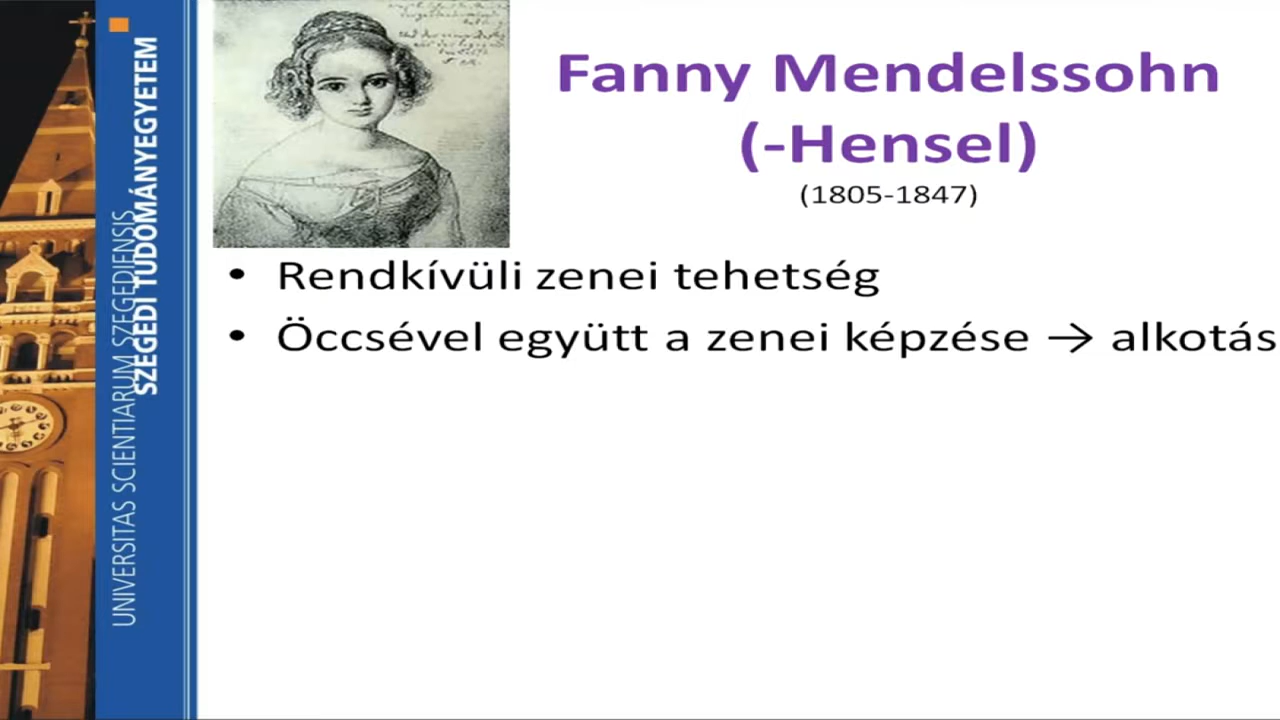 UNIVERSITAS SCIENTIARUM SZEGEDIENSIS
SZEGEDI TUDOMÁNYEGYETEM
Fanny Mendelssohn
(-Hensel)
(1805-1847)
• Rendkívüli zenei tehetség
• Öccsével együtt a zenei képzése → alkotás